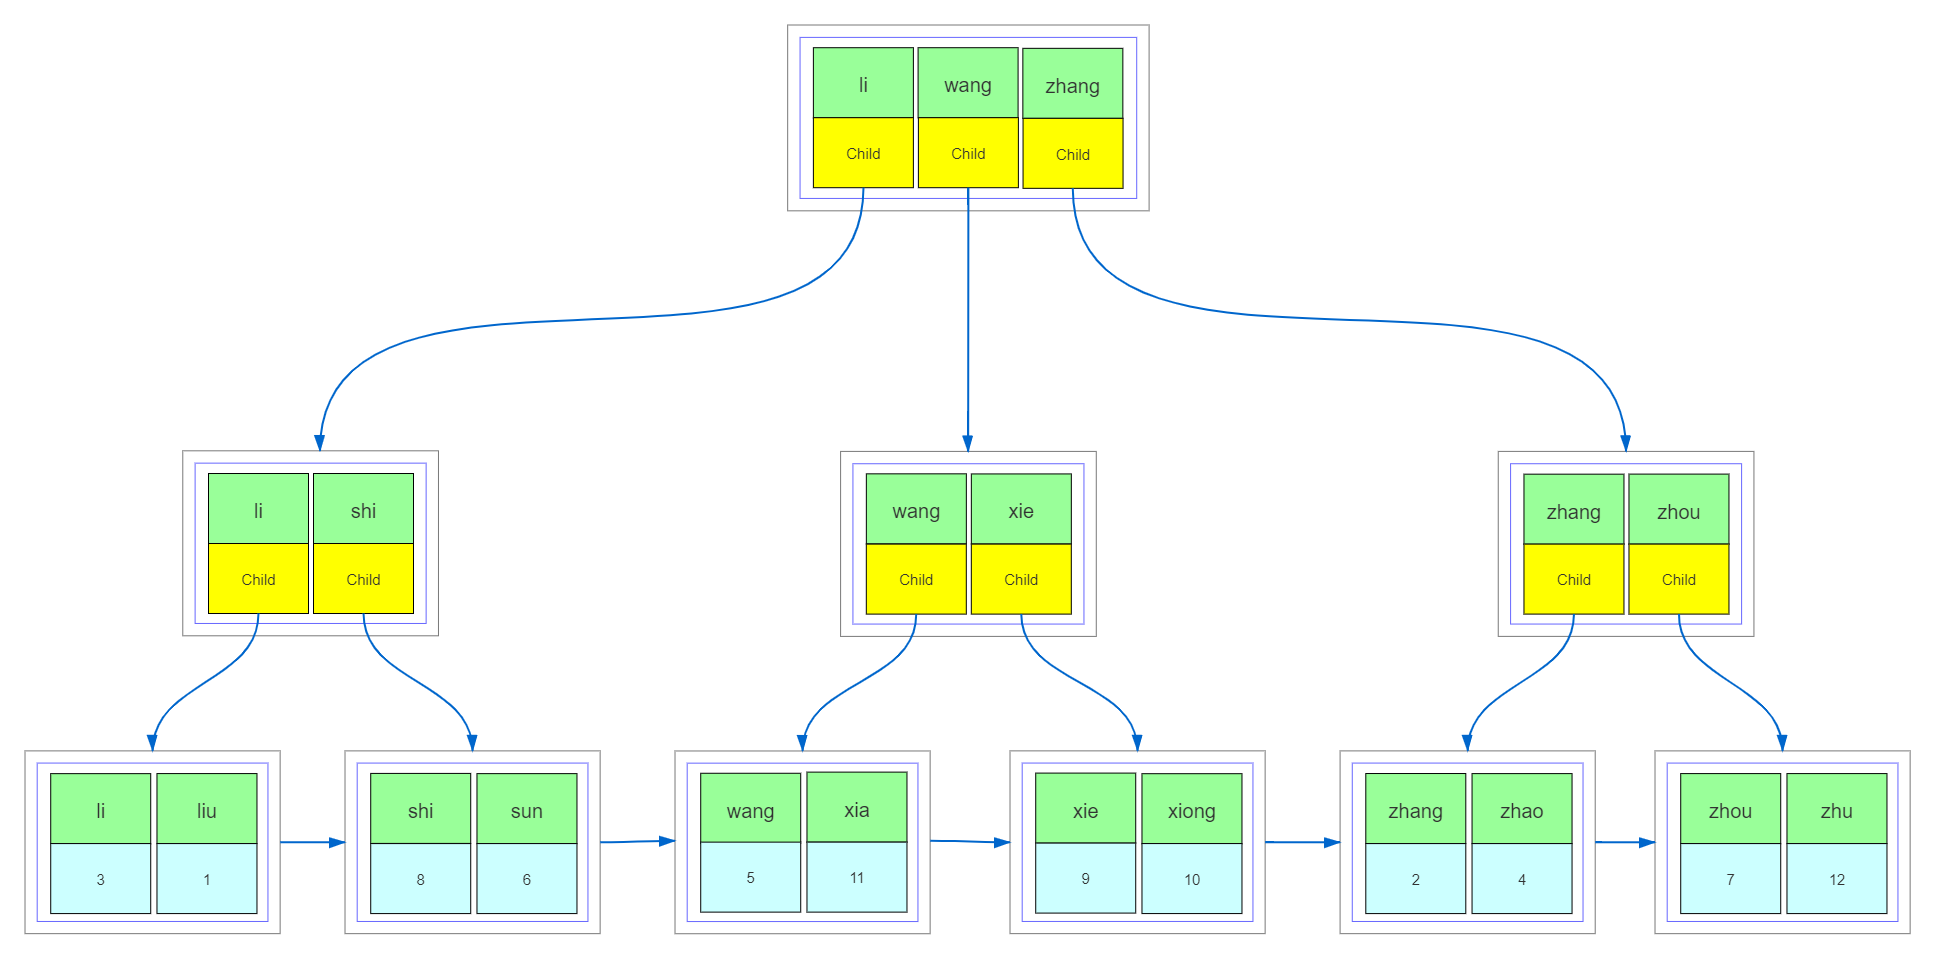 li wang zhang
Child Child Child
li shi wang xie zhang zhou
Child Child Child Child Child Child
li liu shi sun wang xia xie xiong zhang zhao zhou zhu
3 1 8 6 5 11 9 10 2 4 7 12